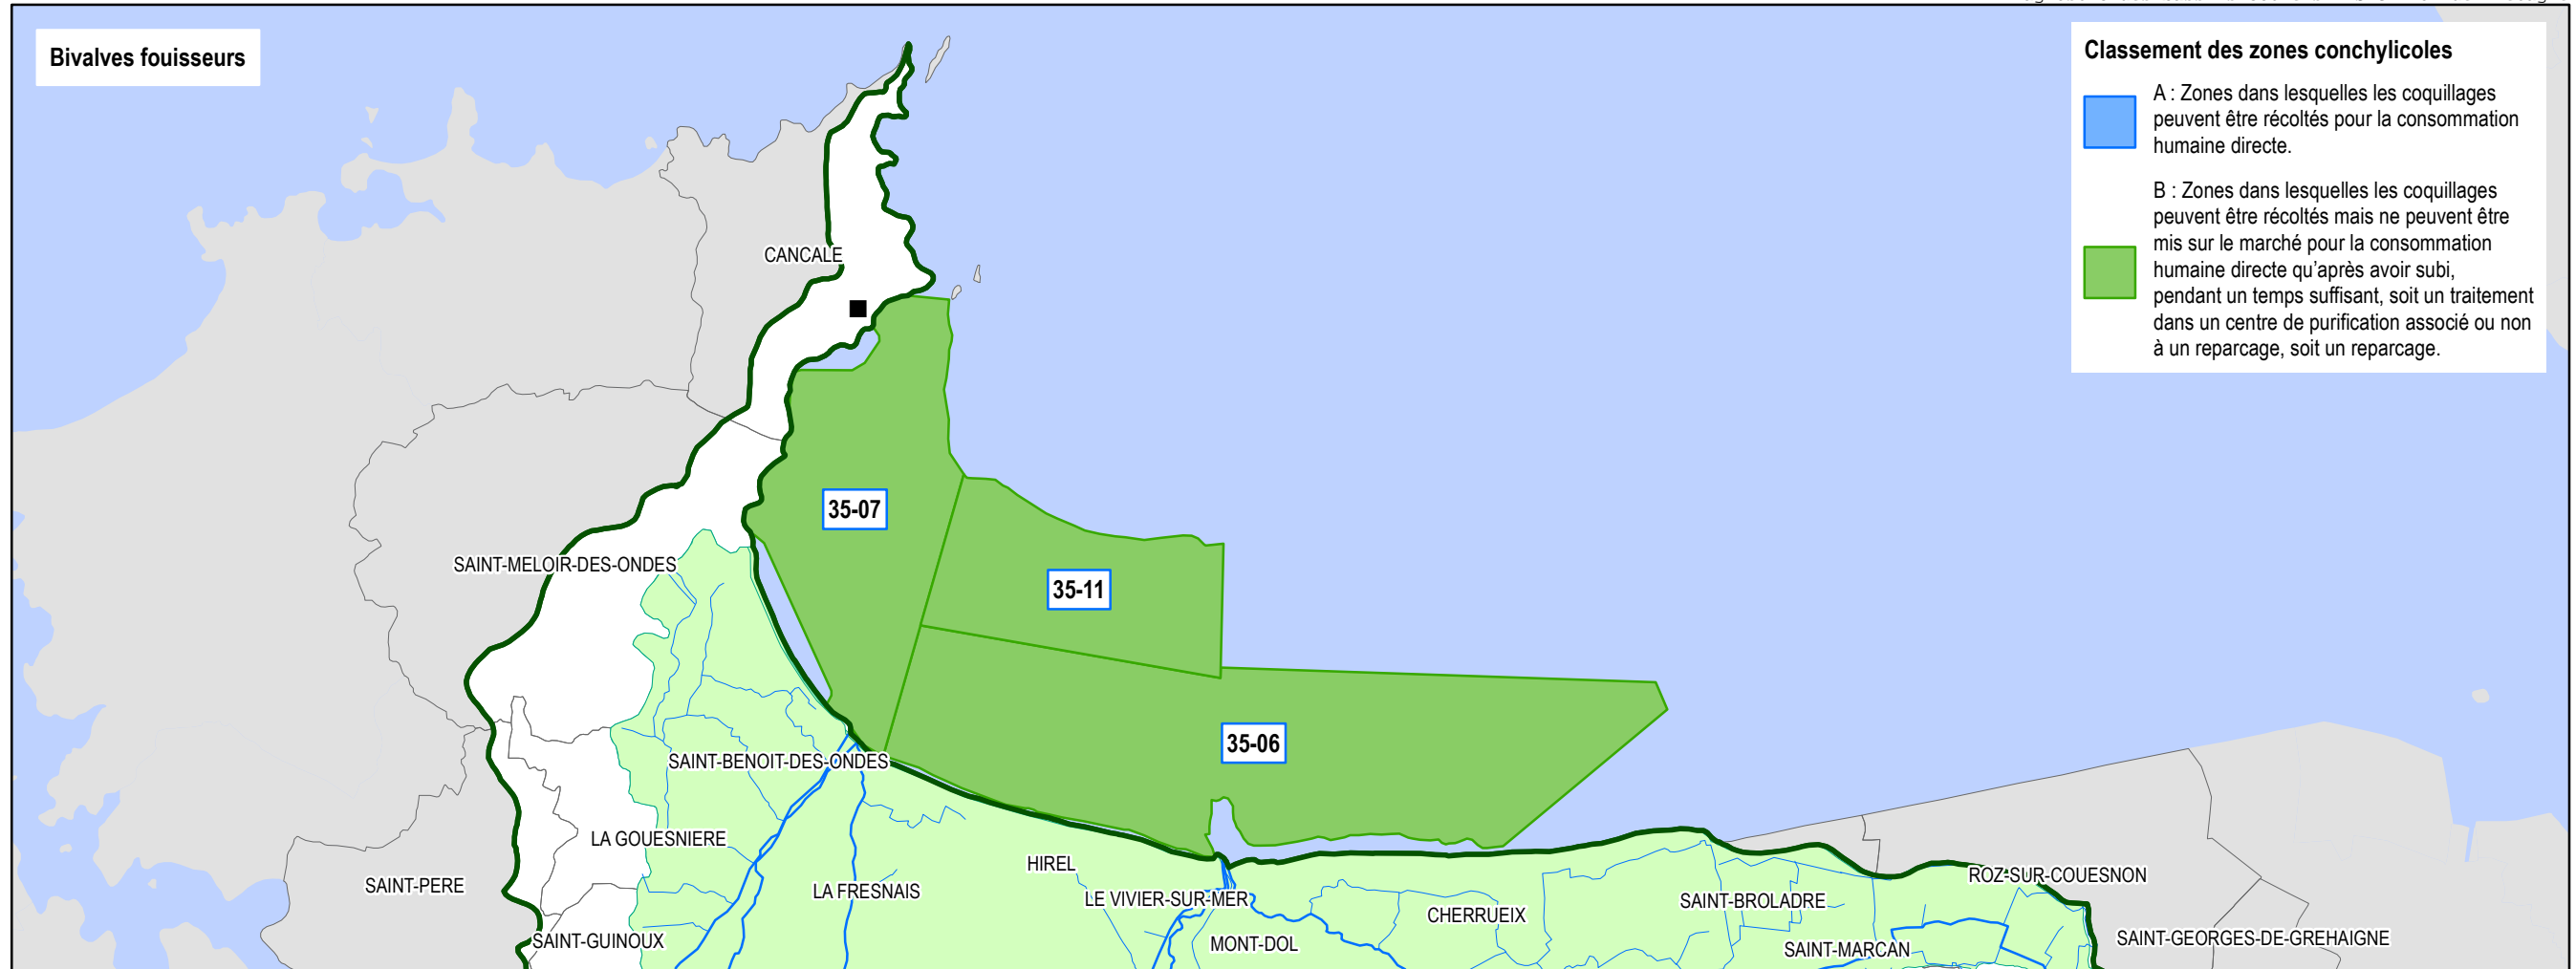 Bivalves fouisseurs
Classement des zones conchylicoles
A : Zones dans lesquelles les coquillages
peuvent être récoltés pour la consommation
humaine directe.
B : Zones dans lesquelles les coquillages
peuvent être récoltés mais ne peuvent être
mis sur le marché pour la consommation
humaine directe qu'après avoir subi,
pendant un temps suffisant, soit un traitement
dans un centre de purification associé ou non
à un reparcage, soit un reparcage.
CANCALE
35-07
SAINT-MELOIR-DES-ONDES
35-11
35-06
SAINT-BENOIT-DES-ONDES
LA GOUESNIERE
HIREL
SAINT-PERE
LA FRESNAIS
ROZ-SUR-COUESNON
LE VIVIER-SUR-MER
SAINT-BROLADRE
CHERRUEIX
SAINT-GUINOUX
MONT-DOL
SAINT-MARCAN
SAINT-GEORGES-DE-GREHAIGNE